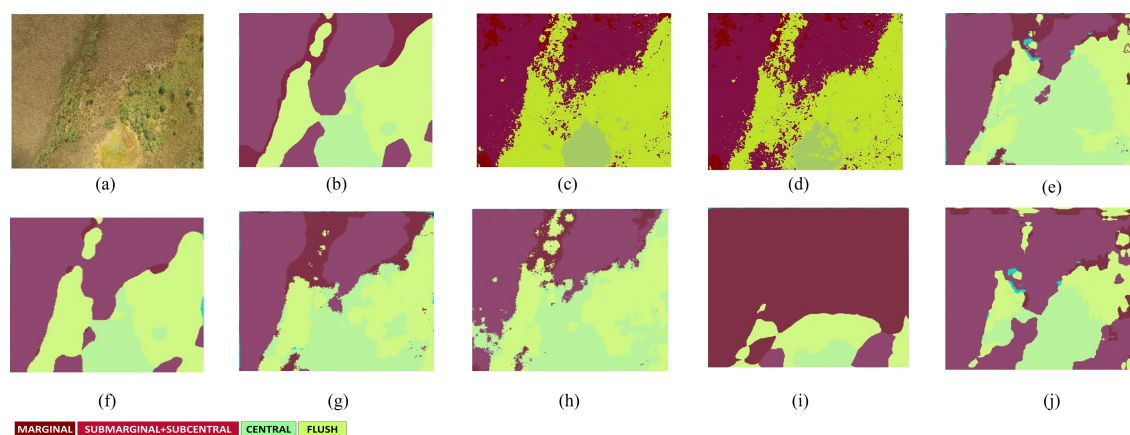 (a)
(b)
(c)
(d)
(e)
(f)
(g)
(h)
(i)
(j)
MARGINAL SUBMARGINAL+SUBCENTRAL CENTRAL FLUSH